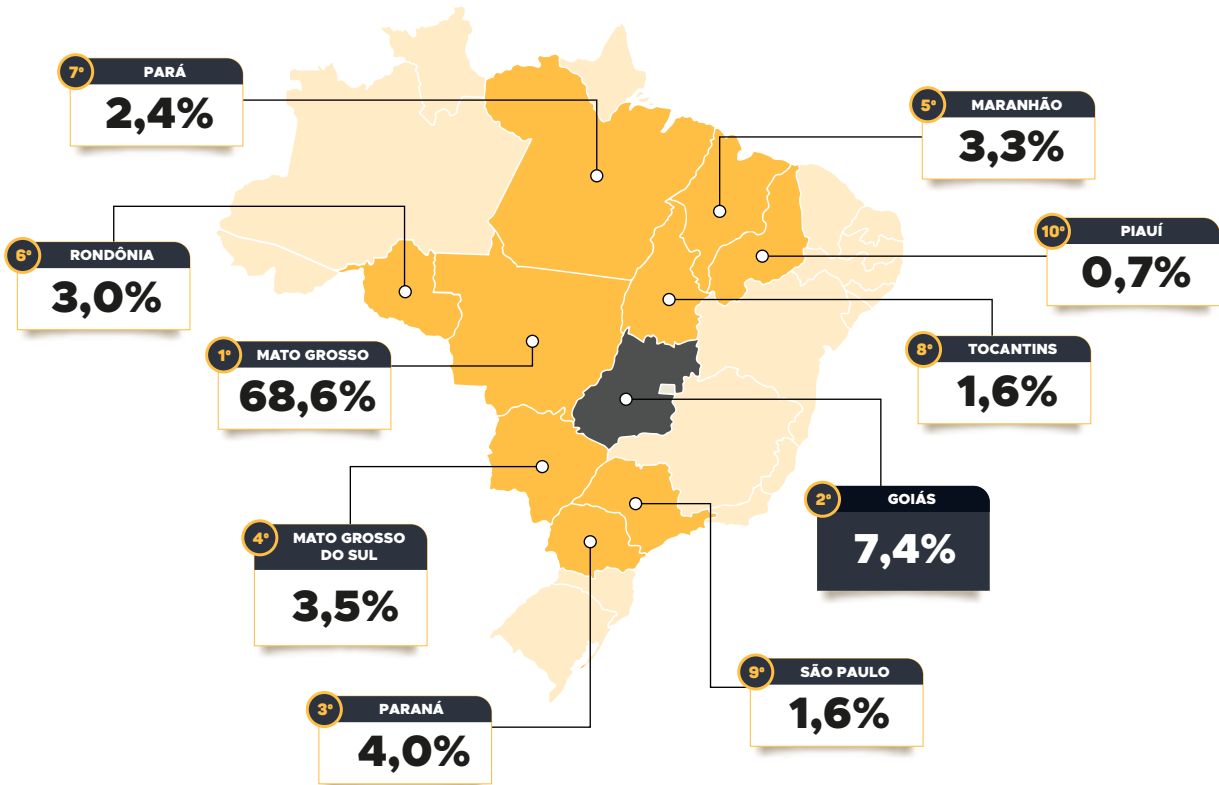 7º
PARÁ
2,4%
5º
MARANHÃO
3,3%
6º
RONDÔNIA
3,0%
10º
PIAUÍ
0,7%
1º
MATO GROSSO
68,6%
8º
TOCANTINS
1,6%
4º
MATO GROSSO
DO SUL
3,5%
2º
GOIÁS
7,4%
3º
PARANÁ
4,0%
9º
SÃO PAULO
1,6%